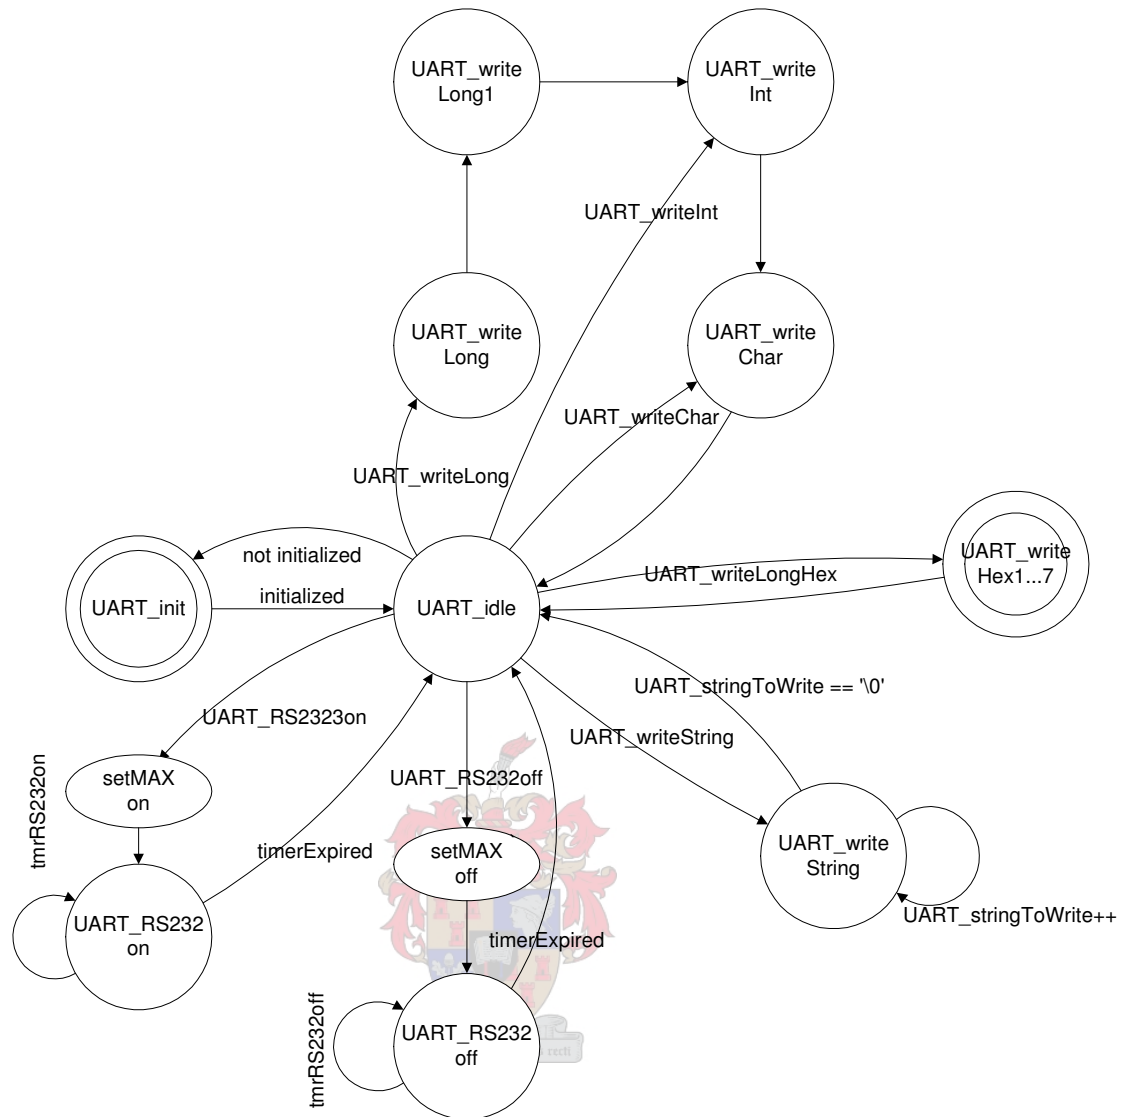 UART_write
Long1
UART_write
Int
UART_writeInt
UART_write
Long
UART_write
Char
UART_writeChar
UART_writeLong
not initialized
UART_write
Hex1...7
UART_writeLongHex
UART_init
initialized
UART_idle
UART_stringToWrite == '\0'
UART_RS2323on
UART_writeString
tmrRS232on
setMAX
on
UART_RS232off
timerExpired
setMAX
off
UART_write
String
UART_stringToWrite++
UART_RS232
on
timerExpired
tmrRS232off
UART_RS232
off
recti